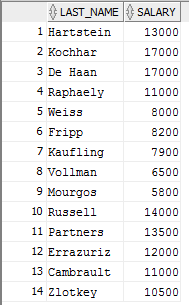 LAST_NAME SALARY
1 Hartstein 13000
2 Kochhar 17000
3 De Haan 17000
4 Raphaely 11000
5 Weiss 8000
6 Fripp 8200
7 Kaufling 7900
8 Vollman 6500
9 Mourgos 5800
10 Russell 14000
11 Partners 13500
12 Errazuriz 12000
13 Cambrault 11000
14 Zlotkey 10500